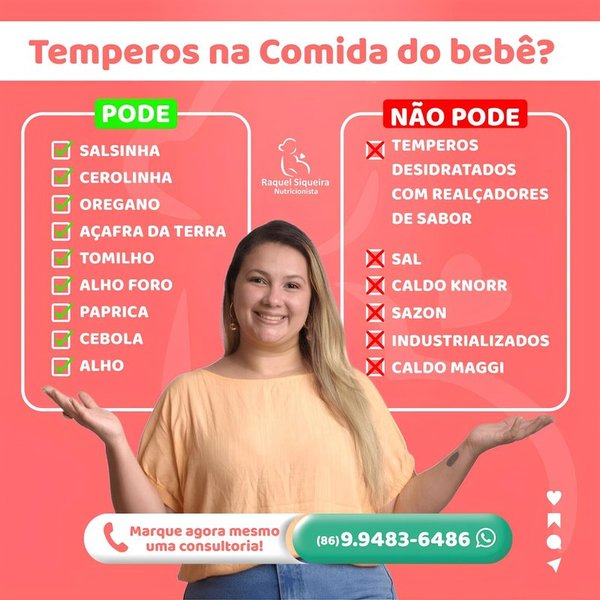 Temperos na Comida do bebê?
PODE
SALSINHA
CEROLINHA
OREGANO
AÇAFRA DA TERRA
TOMILHO
ALHO FORO
PAPRICA
CEBOLA
ALHO
Raquel Siqueira
Nutricionista
NÃO PODE
TEMPEROS
DESIDRATADOS
COM REALÇADORES
DE SABOR
SAL
CALDO KNORR
SAZON
INDUSTRIALIZADOS
CALDO MAGGI
Marque agora mesmo
uma consultoria!
(86)9.9483-6486